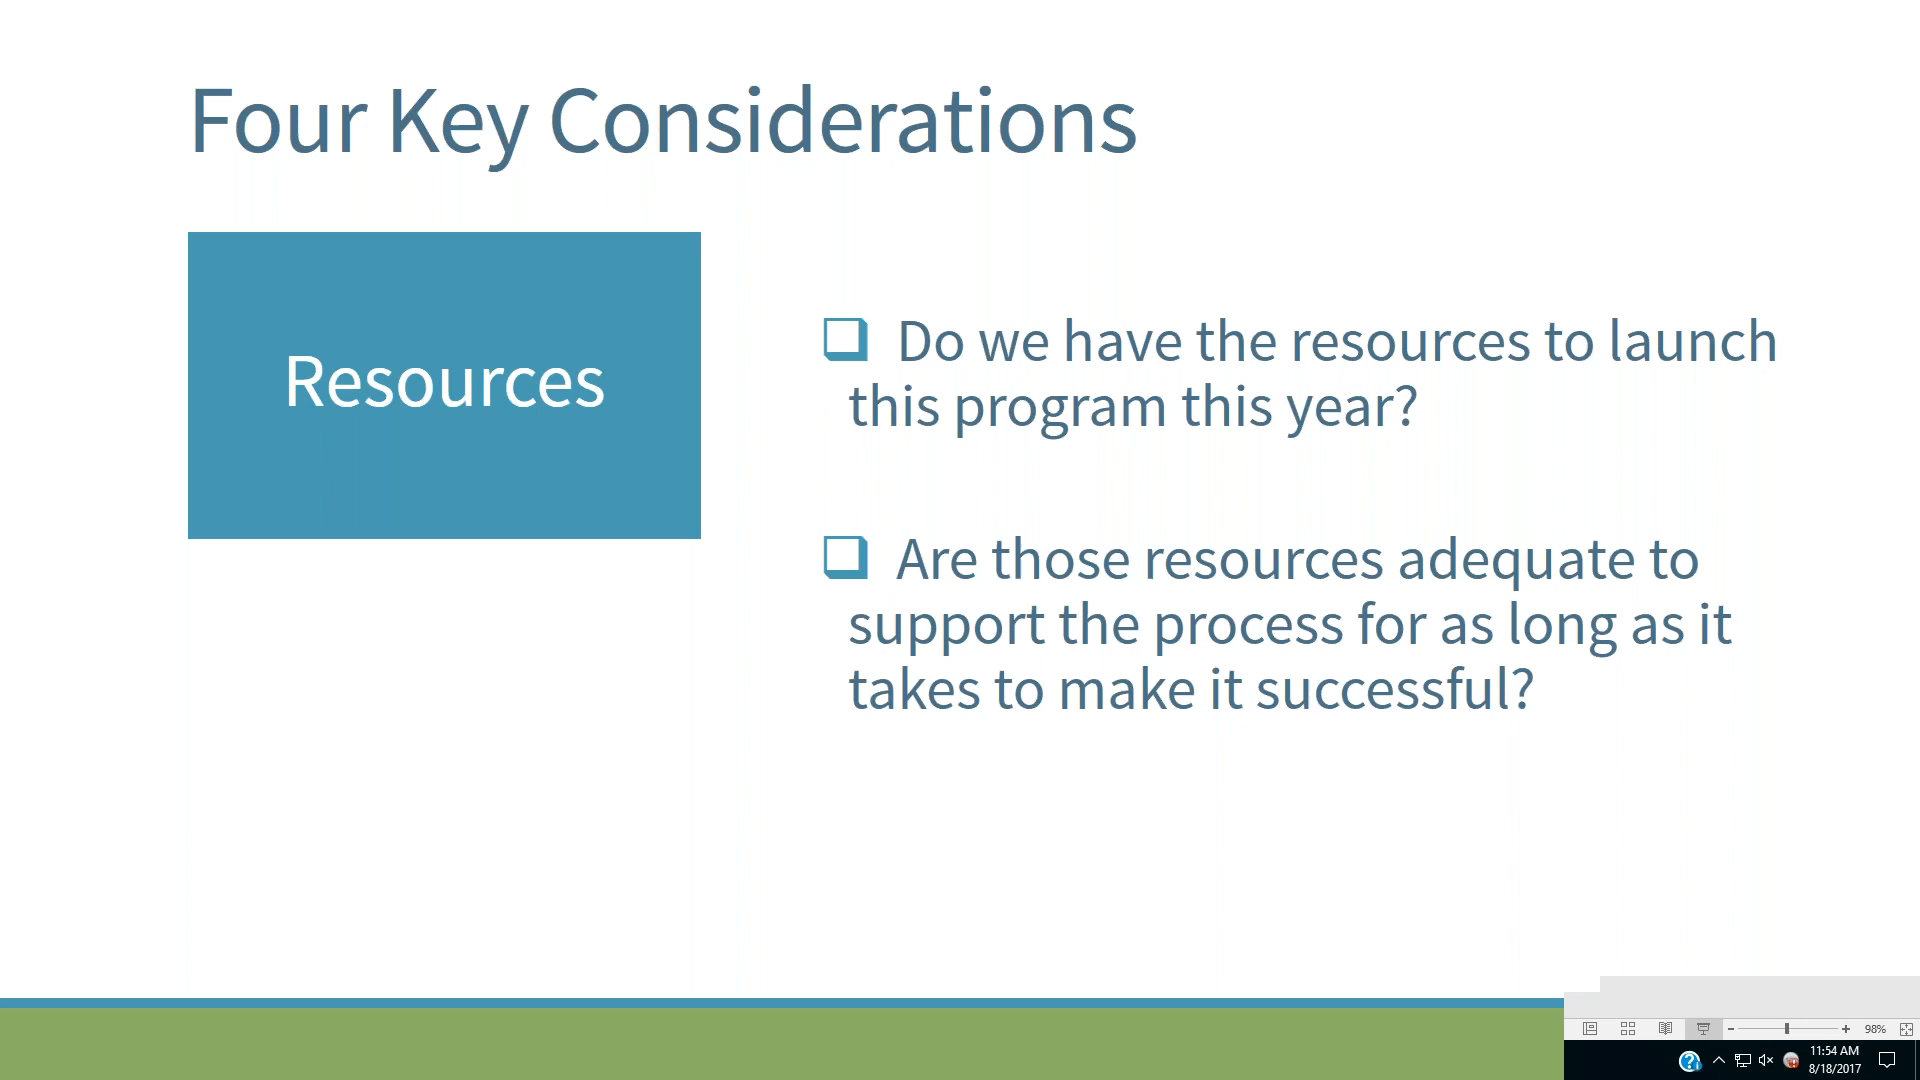 Four Key Considerations
Resources
Do we have the resources to launch
this program this year?
Are those resources adequate to
support the process for as long as it
takes to make it successful?
98%
11:54 AM
8/18/2017